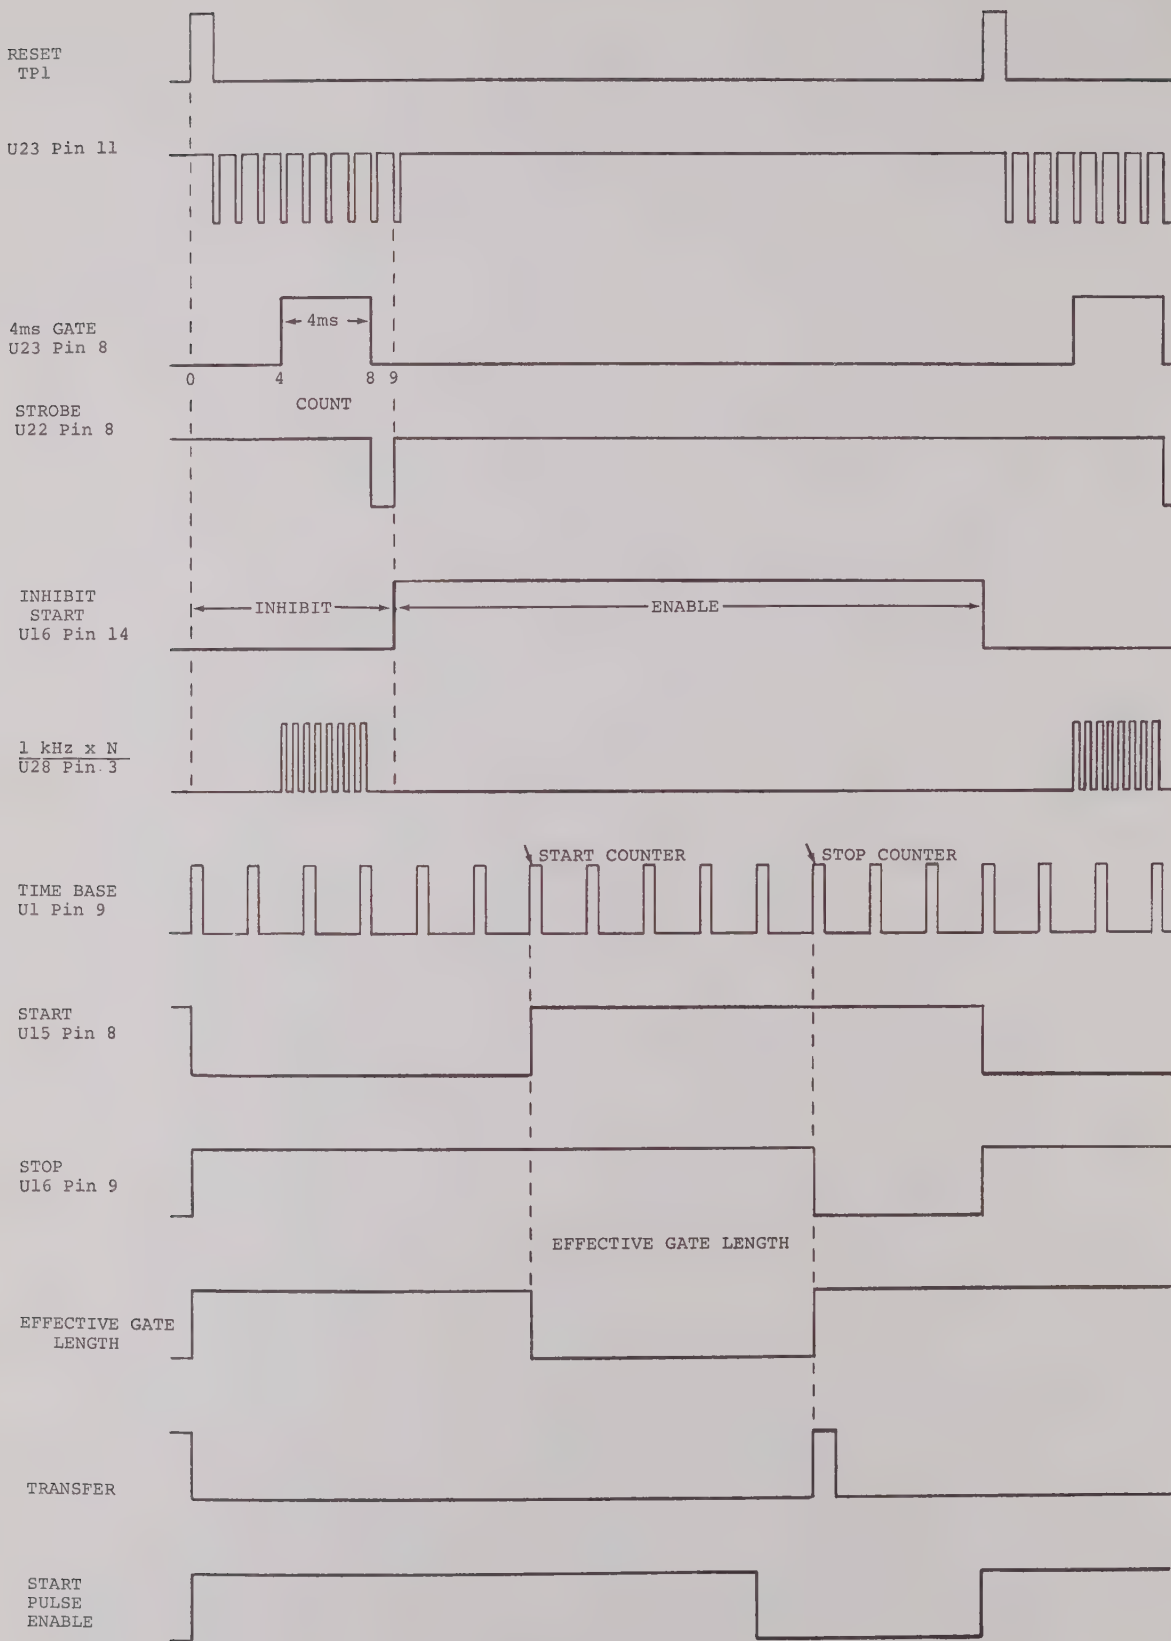 RESET
TP1
U23 Pin 11
4ms GATE
U23 Pin 8
4ms
0 4 8 9
COUNT
STROBE
U22 Pin 8
INHIBIT
START
U16 Pin 14
INHIBIT
ENABLE
1 kHz x N
U28 Pin 3
START COUNTER
STOP COUNTER
TIME BASE
U1 Pin 9
START
U15 Pin 8
STOP
U16 Pin 9
EFFECTIVE GATE LENGTH
EFFECTIVE GATE
LENGTH
TRANSFER
START
PULSE
ENABLE